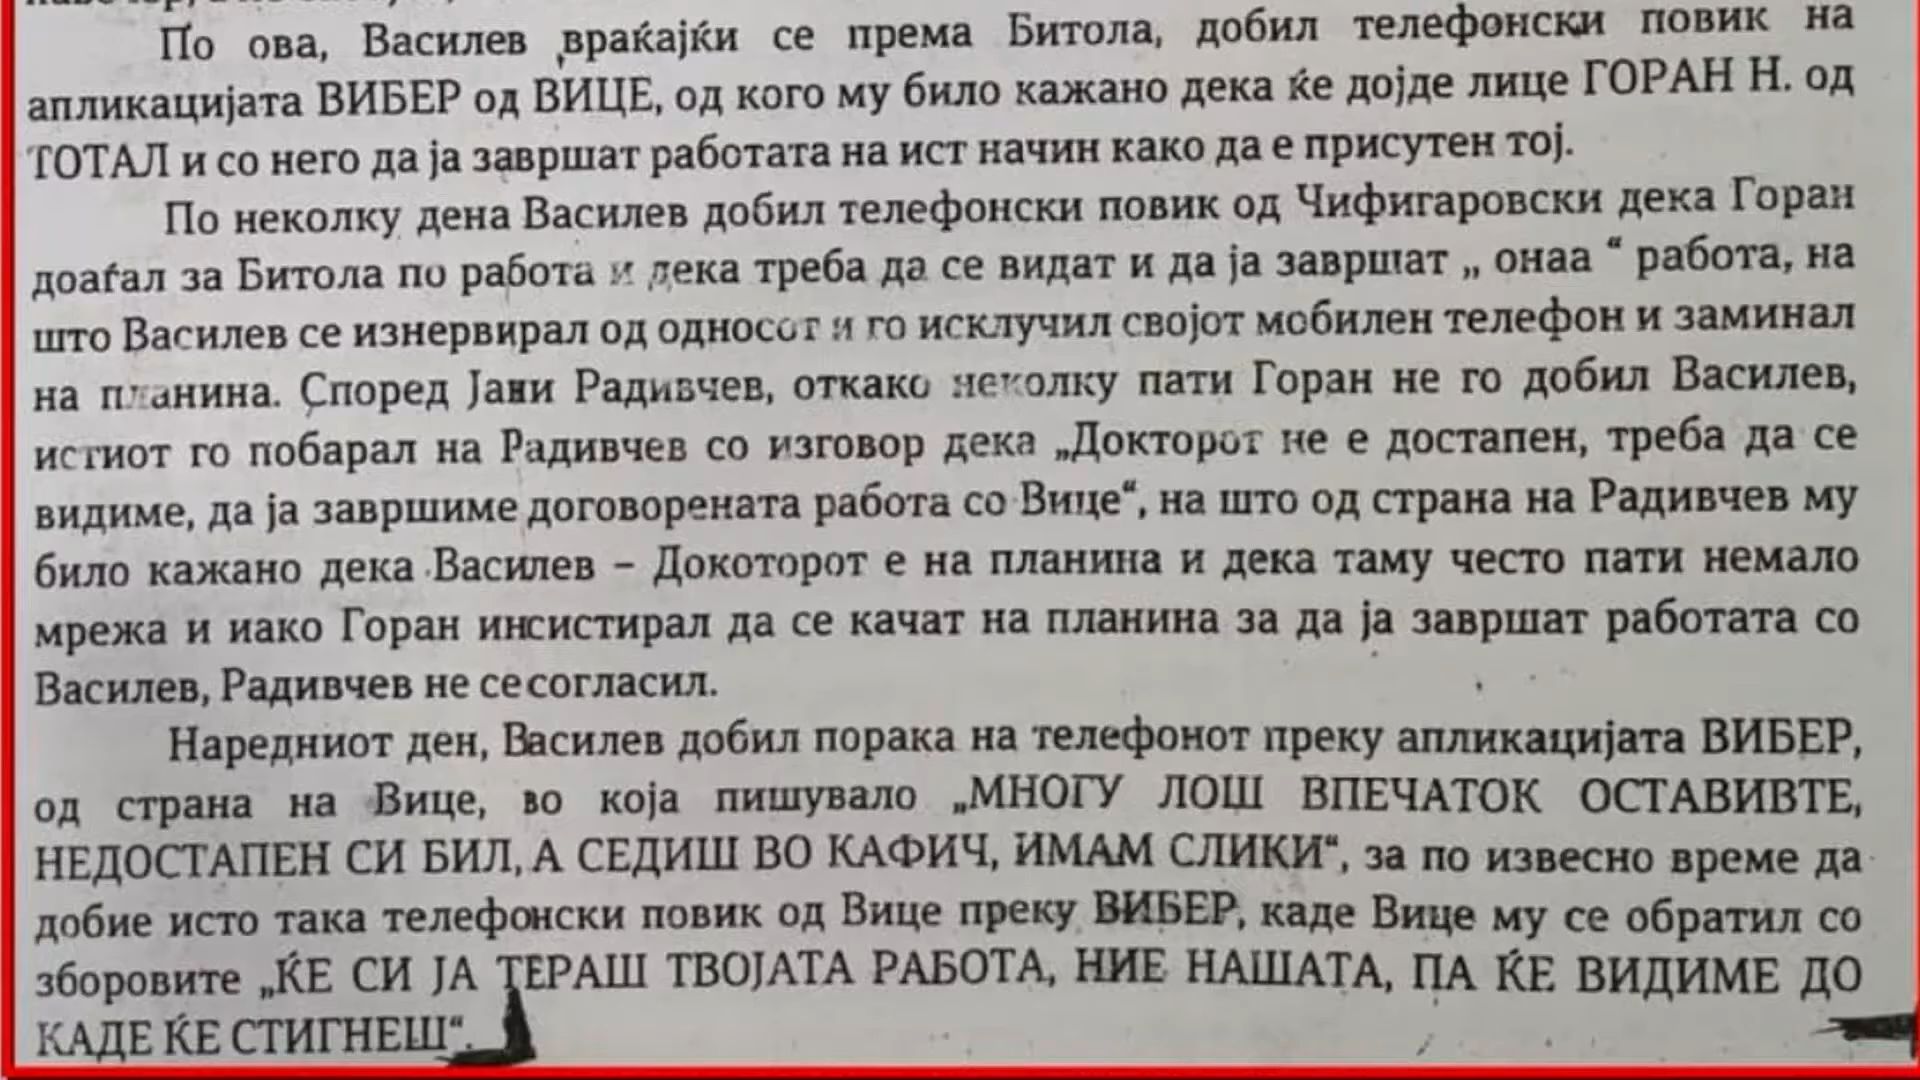 По ова, Василев враќајќи се према Битола, добил телефонски повик на
апликацијата ВИБЕР од ВИЦЕ, од кого му било кажано дека ќе дојде лице ГОРАН Н. од
ТОТАЛ и со него да ја завршат работата на ист начин како да е присутен тој.
По неколку дена Василев добил телефонски повик од Чифигаровски дека Горан
доаѓал за Битола по работа и дека треба да се видат и да ја завршат „ онаа “ работа, на
што Василев се изнервирал од односот и го исклучил својот мобилен телефон и заминал
на планина. Според Јани Радивчев, откако неколку пати Горан не го добил Василев,
истиот го побарал на Радивчев со изговор дека „Докторот не е достапен, треба да се
видиме, да ја завршиме договорената работа со Вице“, на што од страна на Радивчев му
било кажано дека Василев – Докоторот е на планина и дека таму често пати немало
мрежа и иако Горан инсистирал да се качат на планина за да ја завршат работата со
Василев, Радивчев не се согласил.
Наредниот ден, Василев добил порака на телефонот преку апликацијата ВИБЕР,
од страна на Вице, во која пишувало „МНОГУ ЛОШ ВПЕЧАТОК ОСТАВИВТЕ,
НЕДОСТАПЕН СИ БИЛ, А СЕДИШ ВО КАФИЧ, ИМАМ СЛИКИ“, за по извесно време да
добие исто така телефонски повик од Вице преку ВИБЕР, каде Вице му се обратил со
зборовите „ЌЕ СИ ЈА ТЕРАШ ТВОЈАТА РАБОТА, НИЕ НАШАТА, ПА ЌЕ ВИДИМЕ ДО
КАДЕ ЌЕ СТИГНЕШ“.